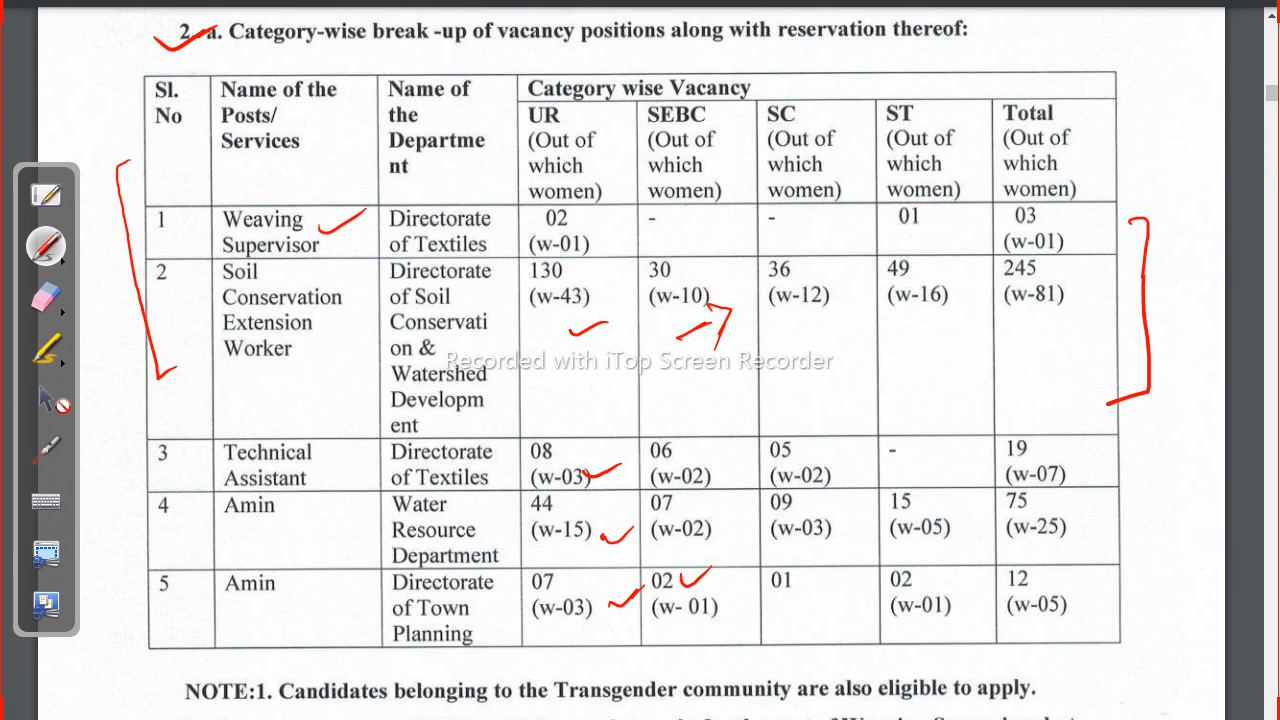 2. a. Category-wise break -up of vacancy positions along with reservation thereof:
Sl. No
Name of the Posts/ Services
Name of the Departme nt
Category wise Vacancy
UR (Out of which women)
SEBC (Out of which women)
SC (Out of which women)
ST (Out of which women)
Total (Out of which women)
1
Weaving Supervisor
Directorate of Textiles
02 (w-01)
-
-
01
03 (w-01)
2
Soil Conservation Extension Worker
Directorate of Soil Conservati on & Watershed Developm ent
130 (w-43)
30 (w-10)
36 (w-12)
49 (w-16)
245 (w-81)
Recorded with iTop Screen Recorder
3
Technical Assistant
Directorate of Textiles
08 (w-03)
06 (w-02)
05 (w-02)
-
19 (w-07)
4
Amin
Water Resource Department
44 (w-15)
07 (w-02)
09 (w-03)
15 (w-05)
75 (w-25)
5
Amin
Directorate of Town Planning
07 (w-03)
02 (w- 01)
01
02 (w-01)
12 (w-05)
NOTE:1. Candidates belonging to the Transgender community are also eligible to apply.